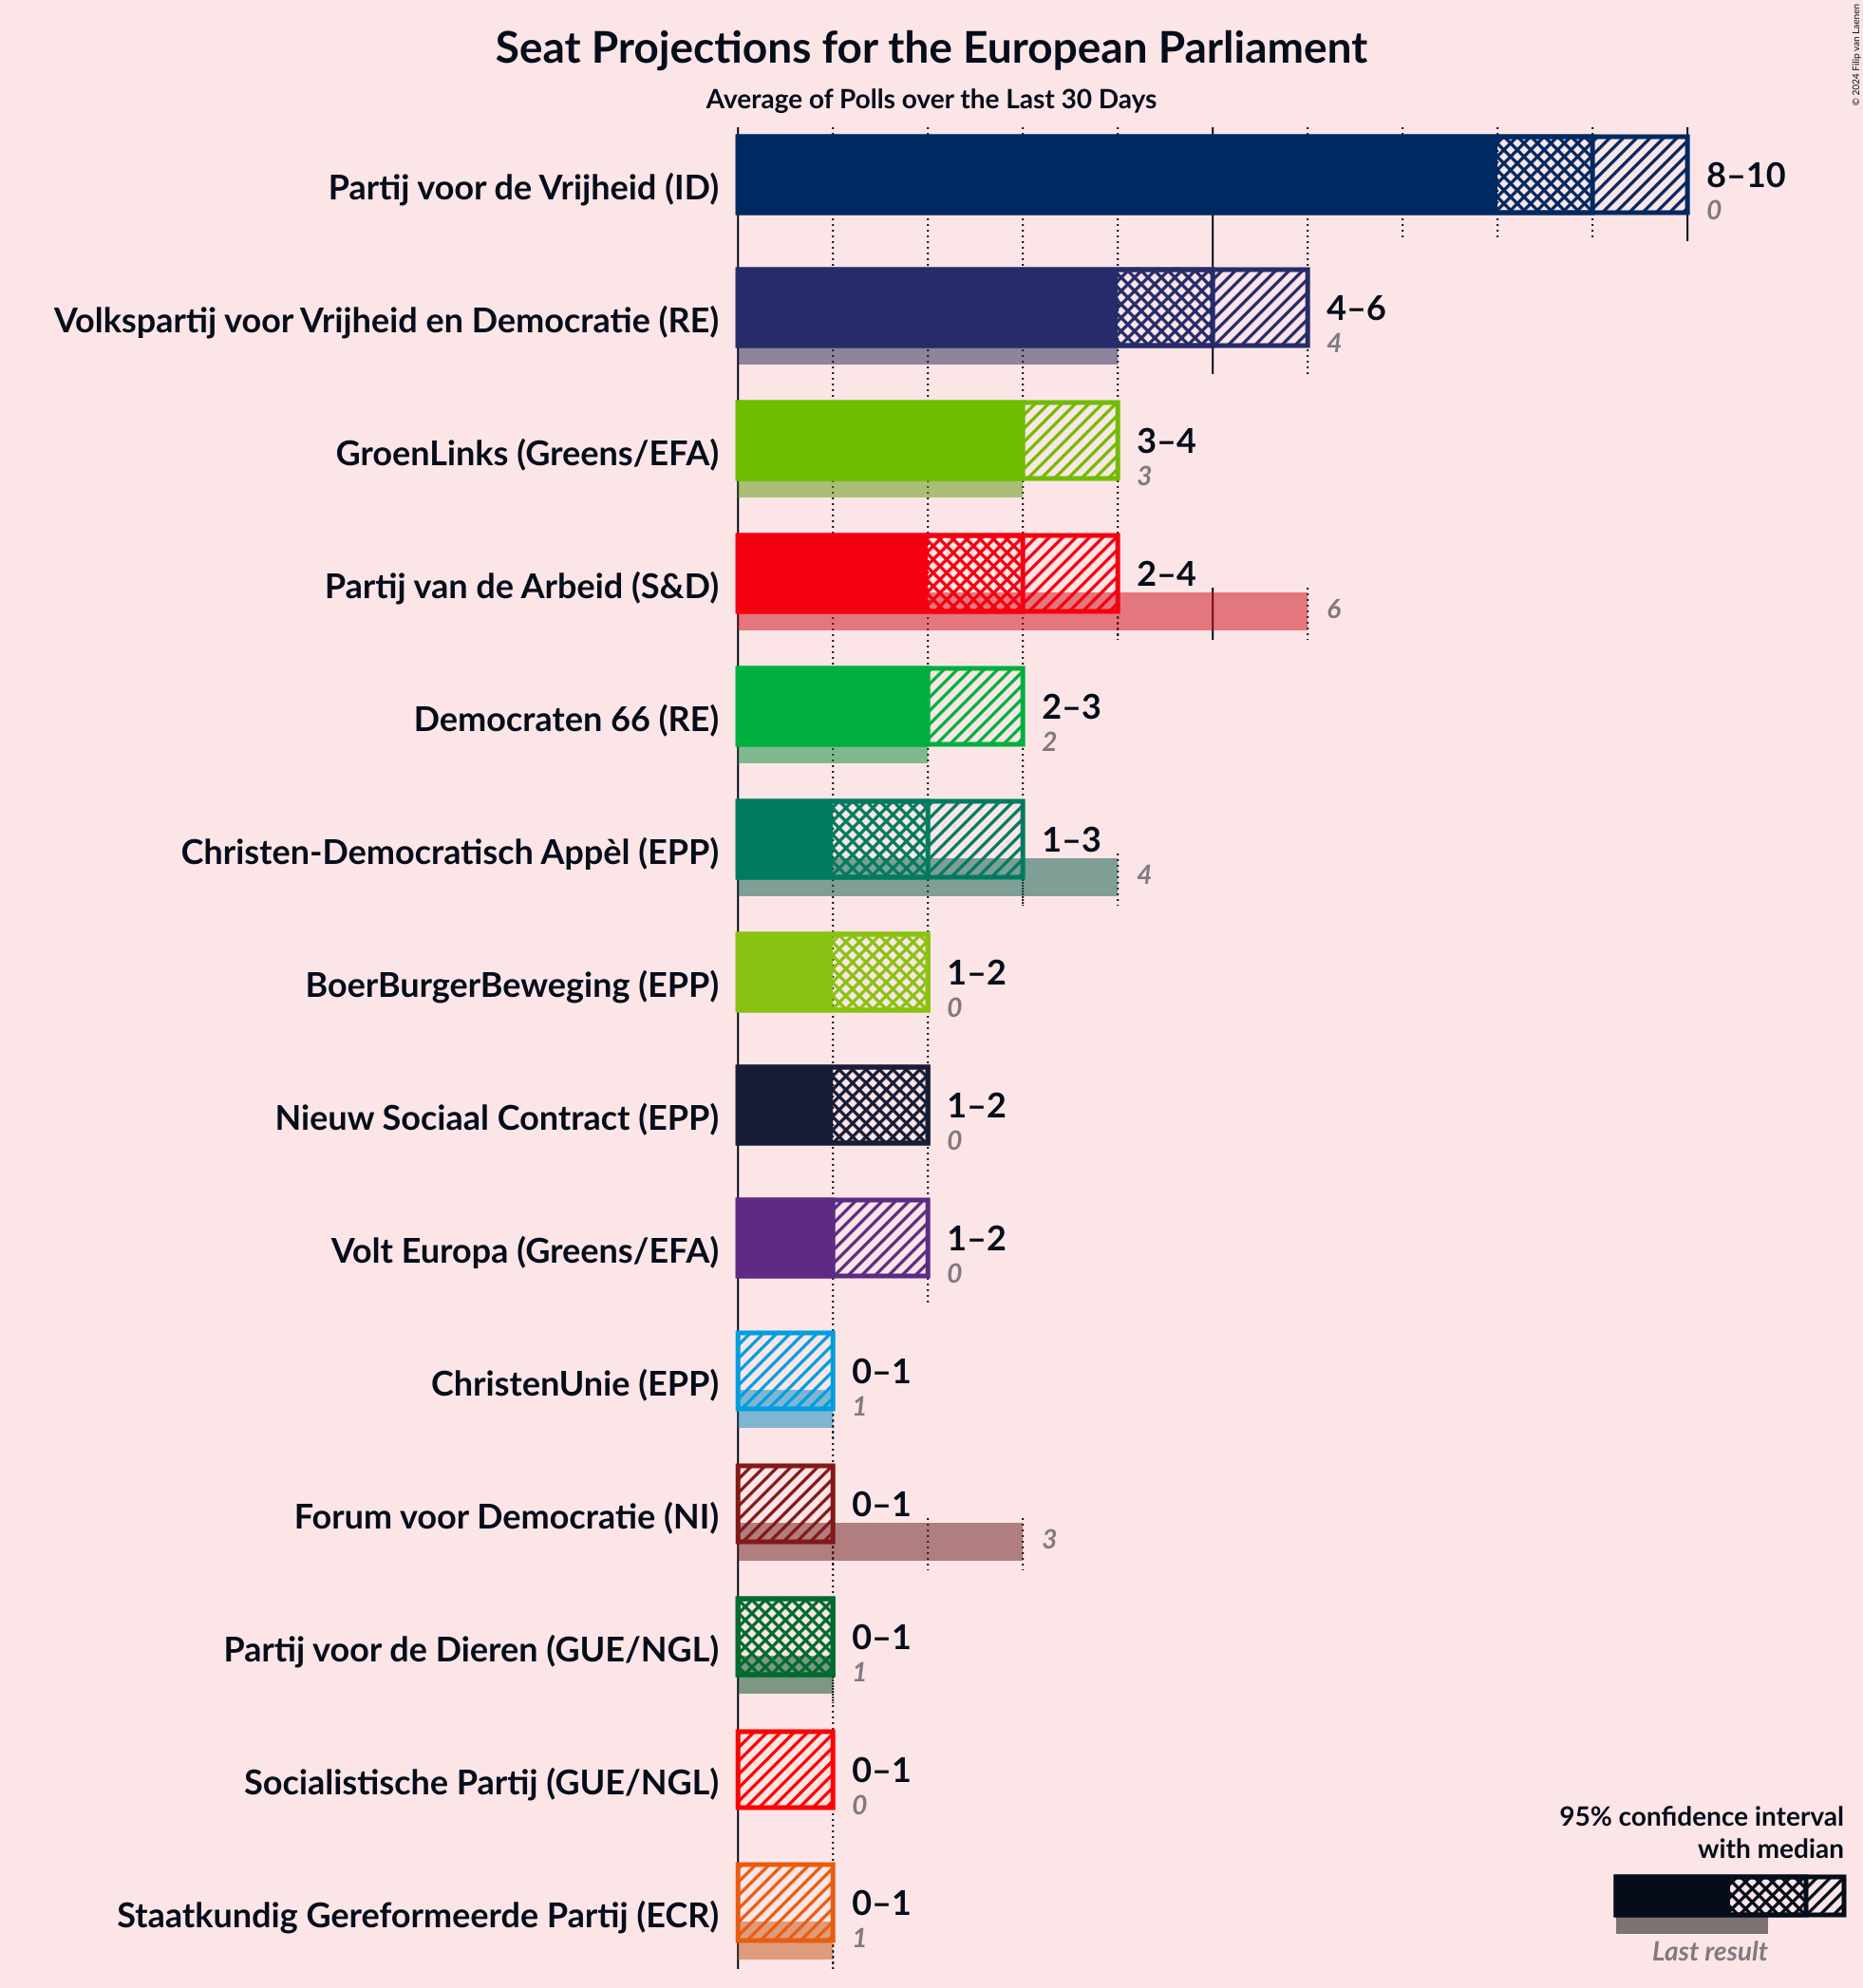 Seat Projections for the European Parliament
Average of Polls over the Last 30 Days
© 2024 Filip van Laenen
Partij voor de Vrijheid (ID)
8–10
0
Volkspartij voor Vrijheid en Democratie (RE)
4–6
4
GroenLinks (Greens/EFA)
3–4
3
Partij van de Arbeid (S&D)
2–4
6
Democraten 66 (RE)
2–3
2
Christen-Democratisch Appèl (EPP)
1–3
4
BoerBurgerBeweging (EPP)
1–2
0
Nieuw Sociaal Contract (EPP)
1–2
0
Volt Europa (Greens/EFA)
1–2
0
ChristenUnie (EPP)
0–1
1
Forum voor Democratie (NI)
0–1
3
Partij voor de Dieren (GUE/NGL)
0–1
1
Socialistische Partij (GUE/NGL)
0–1
0
Staatkundig Gereformeerde Partij (ECR)
0–1
1
95% confidence interval
with median
Last result